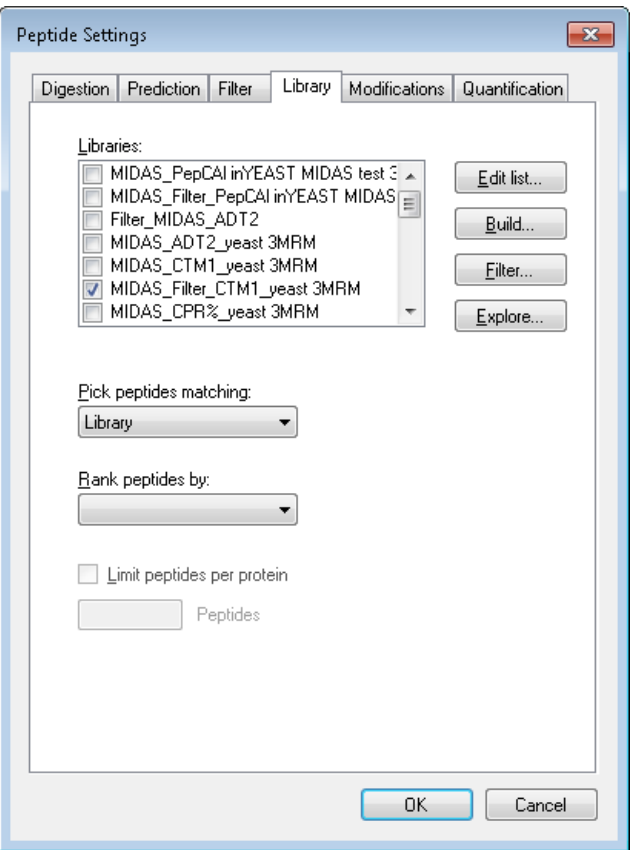 Peptide Settings
Digestion Prediction Filter Library Modifications Quantification
Libraries:
MIDAS_PepCAl inYEAST MIDAS test 3
MIDAS_Filter_PepCAl inYEAST MIDAS
Filter_MIDAS_ADT2
MIDAS_ADT2_yeast 3MRM
MIDAS_CTM1_yeast 3MRM
MIDAS_Filter_CTM1_yeast 3MRM
MIDAS_CPR%_yeast 3MRM
Edit list...
Build...
Filter...
Explore...
Pick peptides matching:
Library
Rank peptides by:
Limit peptides per protein
Peptides
OK Cancel